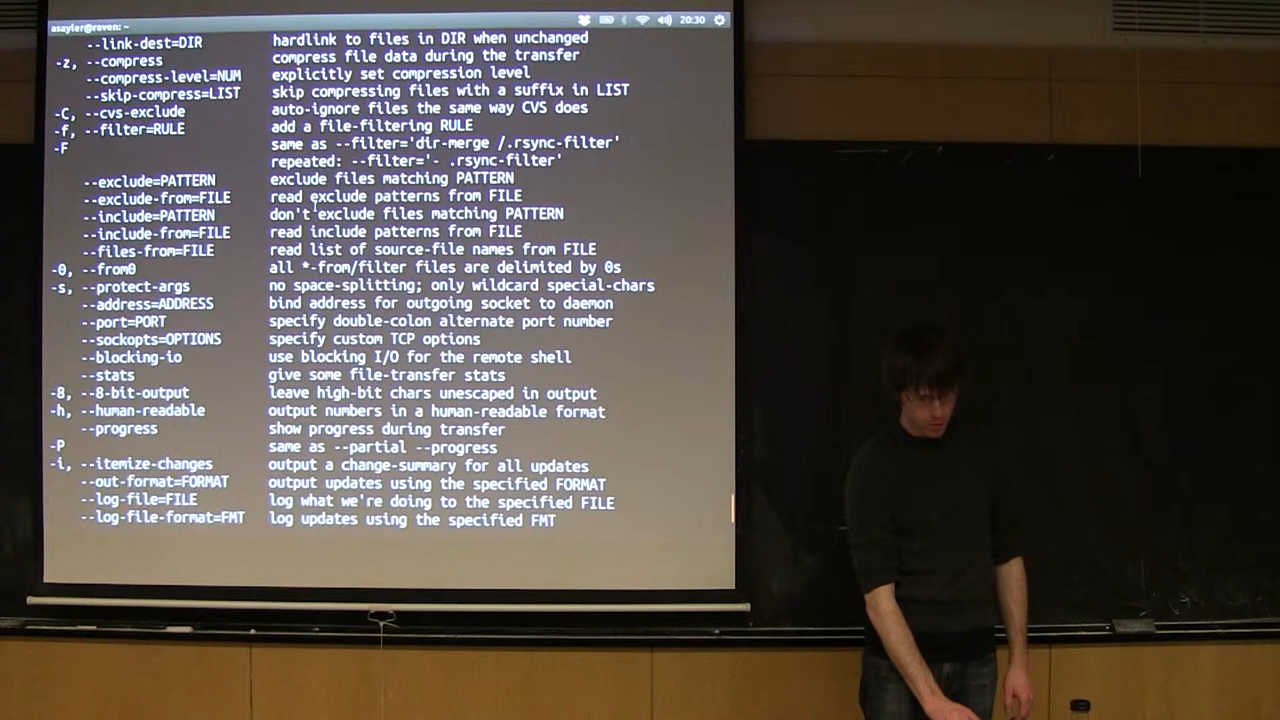 asayler@raven: ~ 20:30
--link-dest=DIR hardlink to files in DIR when unchanged
-z, --compress compress file data during the transfer
--compress-level=NUM explicitly set compression level
--skip-compress=LIST skip compressing files with a suffix in LIST
-C, --cvs-exclude auto-ignore files the same way CVS does
-f, --filter=RULE add a file-filtering RULE
-F same as --filter='dir-merge /.rsync-filter'
repeated: --filter='- .rsync-filter'
--exclude=PATTERN exclude files matching PATTERN
--exclude-from=FILE read exclude patterns from FILE
--include=PATTERN don't exclude files matching PATTERN
--include-from=FILE read include patterns from FILE
--files-from=FILE read list of source-file names from FILE
-0, --from0 all *-from/filter files are delimited by 0s
-s, --protect-args no space-splitting; only wildcard special-chars
--address=ADDRESS bind address for outgoing socket to daemon
--port=PORT specify double-colon alternate port number
--sockopts=OPTIONS specify custom TCP options
--blocking-io use blocking I/O for the remote shell
--stats give some file-transfer stats
-8, --8-bit-output leave high-bit chars unescaped in output
-h, --human-readable output numbers in a human-readable format
--progress show progress during transfer
-P same as --partial --progress
-i, --itemize-changes output a change-summary for all updates
--out-format=FORMAT output updates using the specified FORMAT
--log-file=FILE log what we're doing to the specified FILE
--log-file-format=FMT log updates using the specified FMT